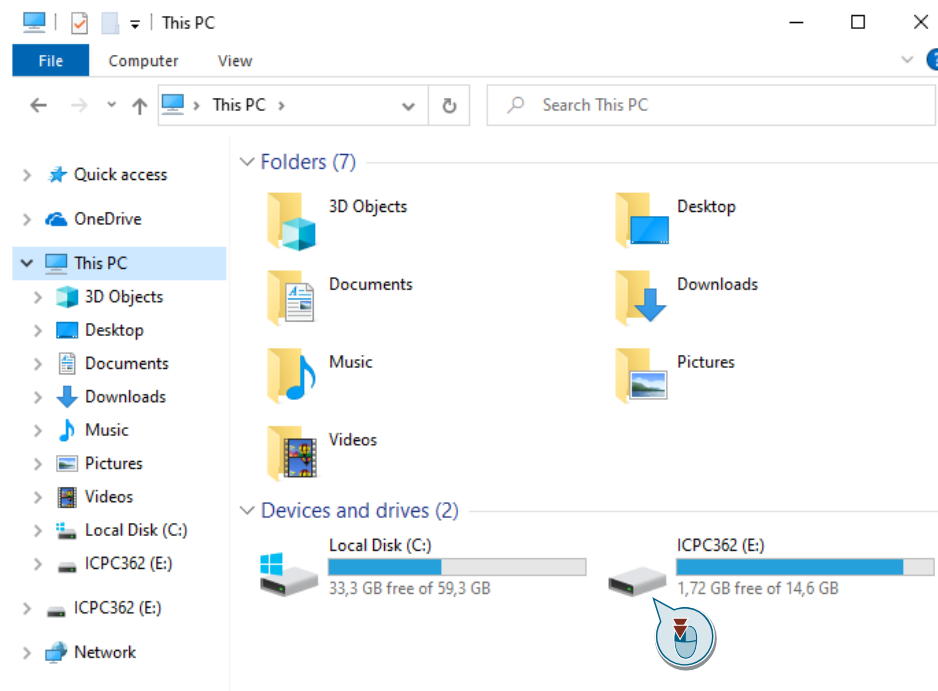 This PC
File Computer View
This PC
Search This PC
Quick access
OneDrive
This PC
3D Objects
Desktop
Documents
Downloads
Music
Pictures
Videos
Local Disk (C:)
ICPC362 (E:)
ICPC362 (E:)
Network
Folders (7)
3D Objects
Desktop
Documents
Downloads
Music
Pictures
Videos
Devices and drives (2)
Local Disk (C:)
33,3 GB free of 59,3 GB
ICPC362 (E:)
1,72 GB free of 14,6 GB